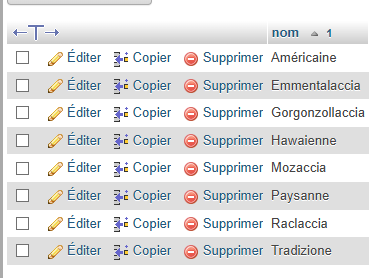 nom 1
Éditer Copier Supprimer Américaine
Éditer Copier Supprimer Emmentalaccia
Éditer Copier Supprimer Gorgonzollaccia
Éditer Copier Supprimer Hawaienne
Éditer Copier Supprimer Mozaccia
Éditer Copier Supprimer Paysanne
Éditer Copier Supprimer Raclaccia
Éditer Copier Supprimer Tradizione